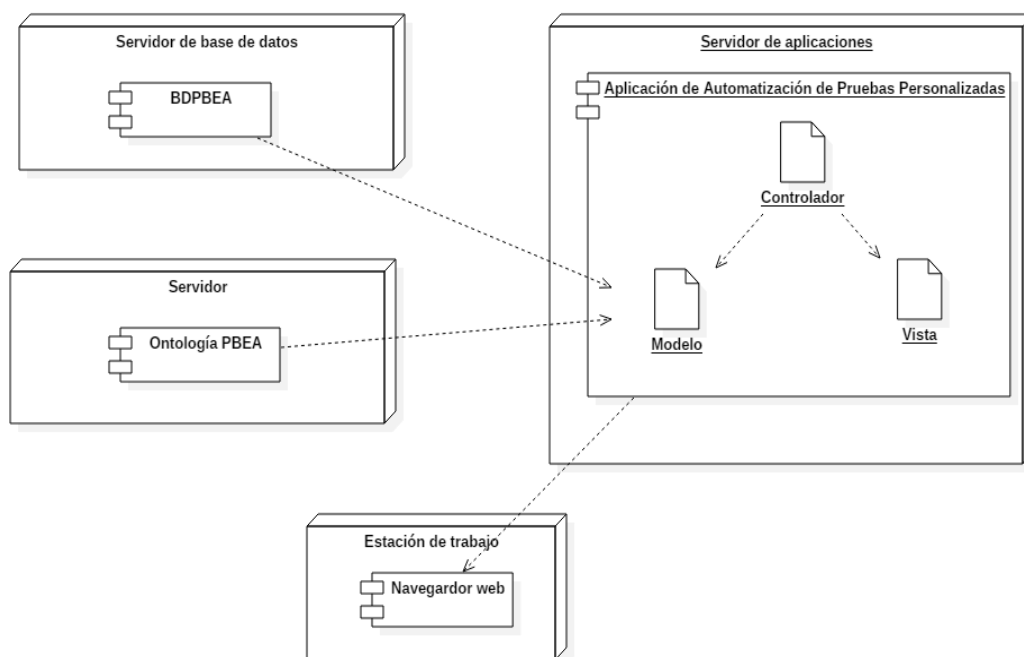 Servidor de base de datos
BDPBEA
Servidor de aplicaciones
Aplicación de Automatización de Pruebas Personalizadas
Controlador
Modelo
Vista
Servidor
Ontología PBEA
Estación de trabajo
Navegardor web